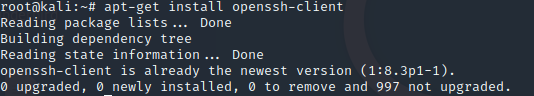 root@kali:~# apt-get install openssh-client
Reading package lists... Done
Building dependency tree
Reading state information... Done
openssh-client is already the newest version (1:8.3p1-1).
0 upgraded, 0 newly installed, 0 to remove and 997 not upgraded.